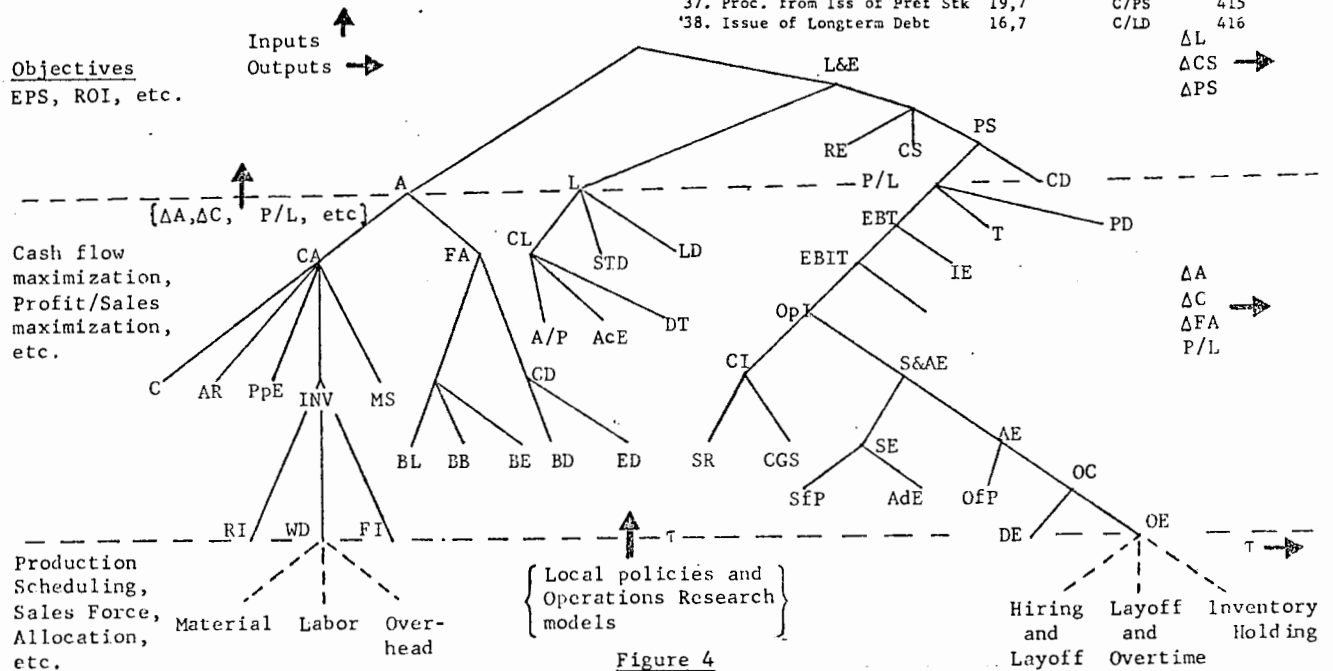 37. Proc. from Iss of Pref Stk 19,7 C/PS 415
'38. Issue of Longterm Debt 16,7 C/LD 416
Inputs
Outputs
Objectives
EPS, ROI, etc.
L&E
ΔL
ΔCS
ΔPS
RE CS PS
A L P/L CD
{ΔA,ΔC, P/L, etc}
PD
EBT T
Cash flow
maximization,
Profit/Sales
maximization,
etc.
CA FA CL STD LD
EBIT IE
ΔA
ΔC
ΔFA
P/L
OpI
A/P AcE DT
C AR PpE INV MS
CD
CI S&AE
BL BB BE BD ED
SR CGS SE AE
SfP AdE OfP OC
RI WD FI τ DE OE τ
Production
Scheduling,
Sales Force,
Allocation,
etc.
Material Labor Over-
head
{Local policies and
Operations Research
models}
Hiring
and
Layoff
Layoff
and
Overtime
Inventory
Holding
Figure 4